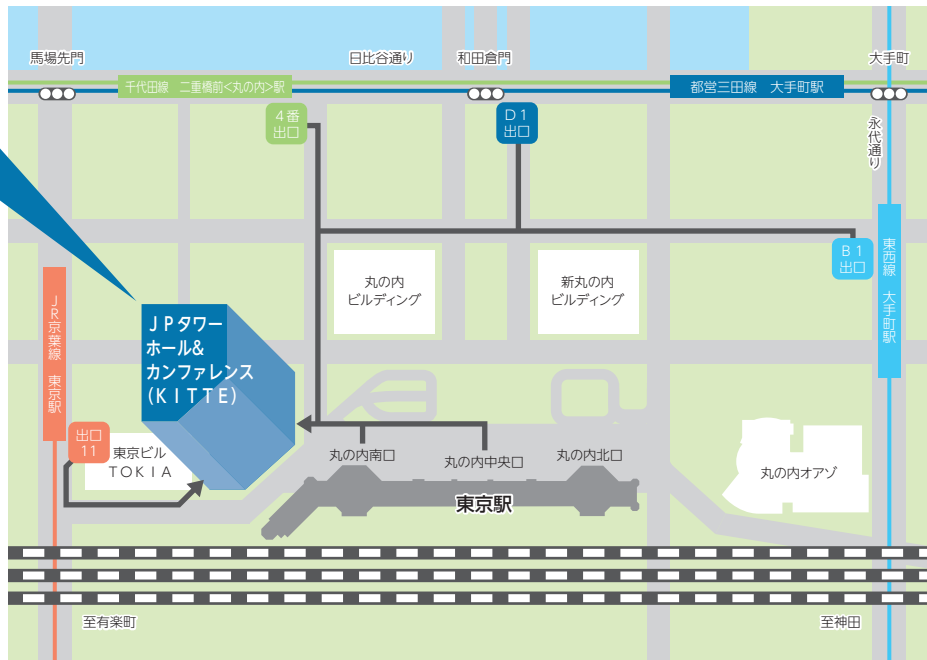 馬場先門
日比谷通り
和田倉門
大手町
千代田線 二重橋前<丸の内>駅
都営三田線 大手町駅
4番
出口
D1
出口
永代通り
B1
出口
東西線 大手町駅
丸の内
ビルディング
新丸の内
ビルディング
JR京葉線 東京駅
JPタワー
ホール&
カンファレンス
(KITTE)
出口
11
東京ビル
TOKIA
丸の内南口
丸の内中央口
丸の内北口
丸の内オアゾ
東京駅
至有楽町
至神田